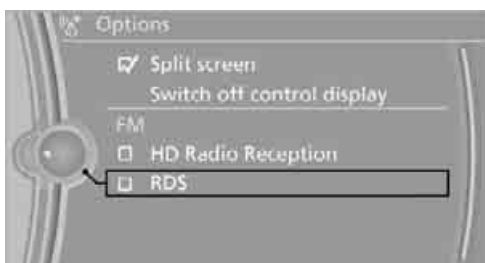 Options
Split screen
Switch off control display
FM
HD Radio Reception
RDS